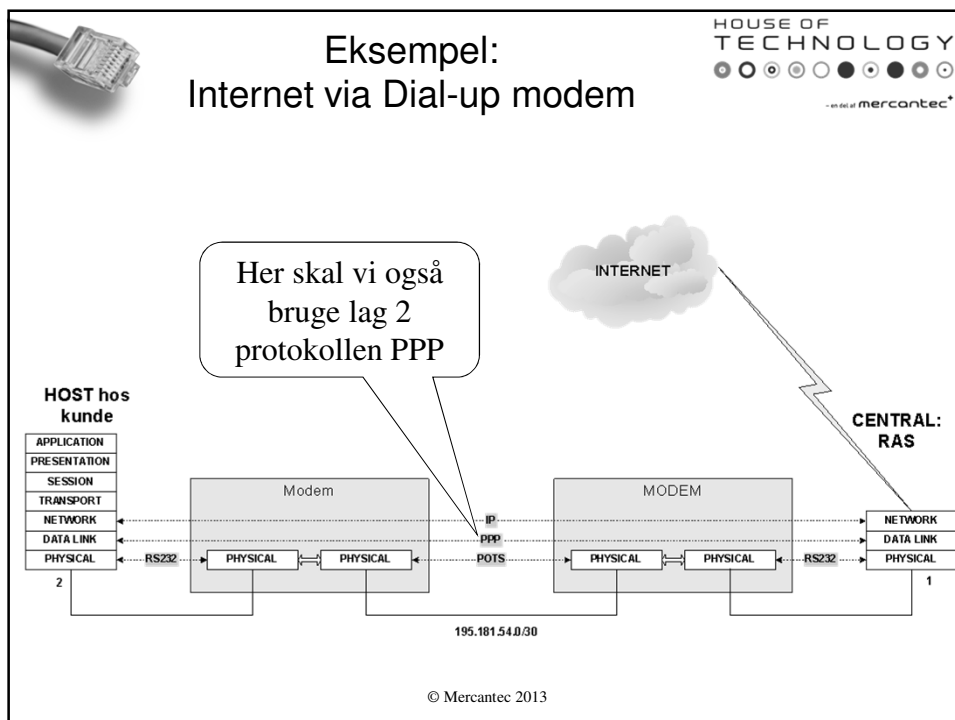 Eksempel:
Internet via Dial-up modem
HOUSE OF
TECHNOLOGY
- en del af mercantec+
INTERNET
Her skal vi også
bruge lag 2
protokollen PPP
HOST hos
kunde
CENTRAL:
RAS
APPLICATION
PRESENTATION
SESSION
TRANSPORT
NETWORK
DATA LINK
PHYSICAL
2
Modem
MODEM
IP
PPP
RS232
PHYSICAL
PHYSICAL
POTS
PHYSICAL
PHYSICAL
RS232
NETWORK
DATA LINK
PHYSICAL
1
195.181.54.0/30
© Mercantec 2013